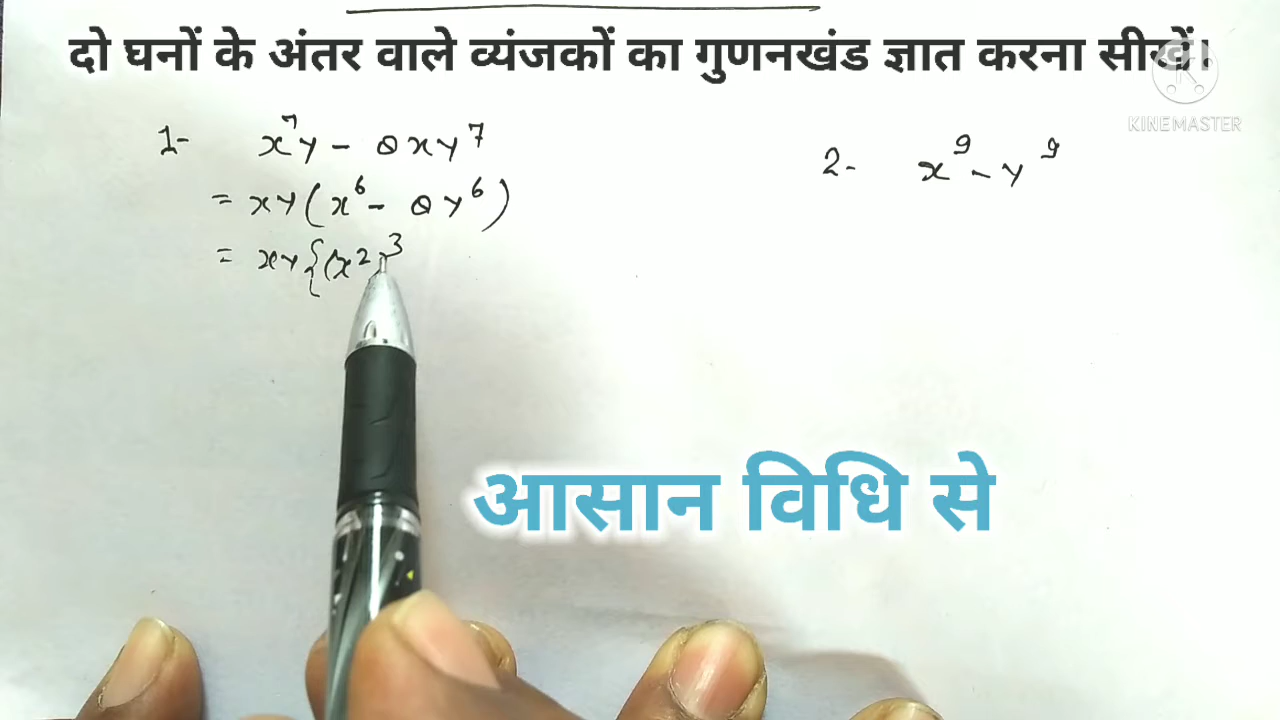 दो घनों के अंतर वाले व्यंजकों का गुणनखंड ज्ञात करना सीखें।
KINEMASTER
1- x⁷y - 8xy⁷
= xy(x⁶ - 8y⁶)
= xy{(x²)³
2- x⁹ - y⁹
आसान विधि से